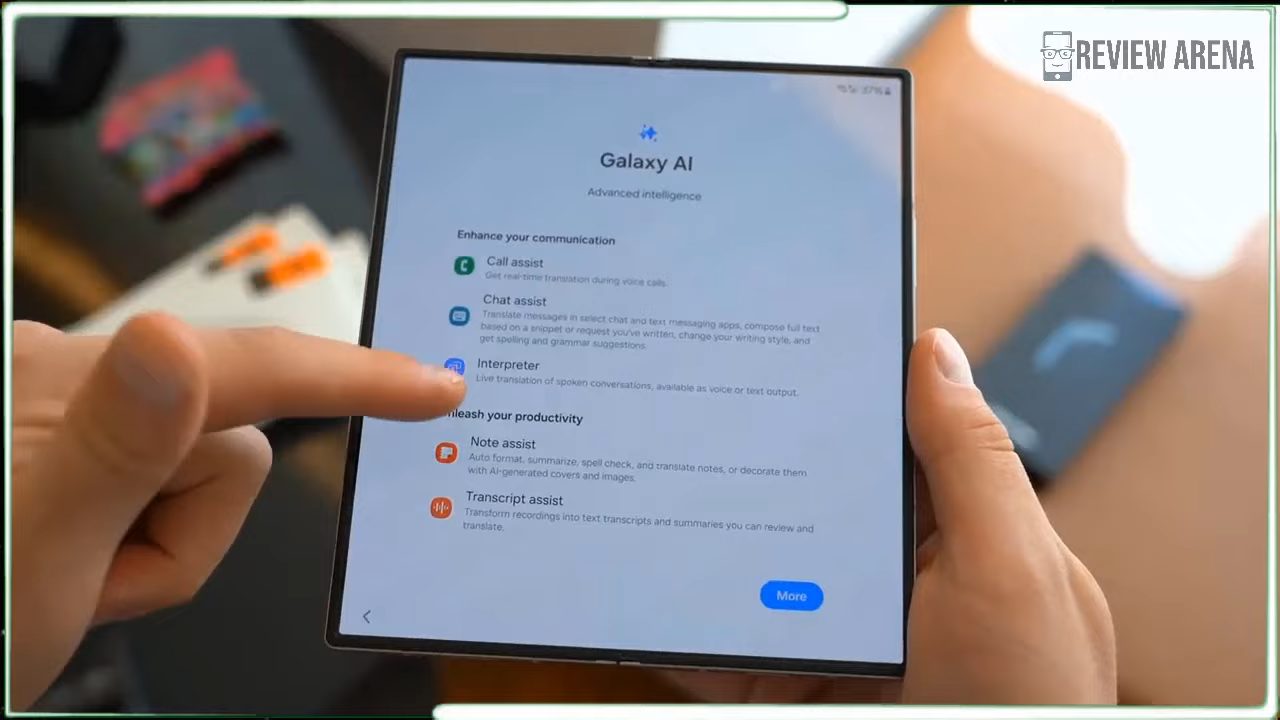 REVIEW ARENA
Galaxy AI
Advanced intelligence
Enhance your communication
Call assist
Get real-time translation during voice calls.
Chat assist
Translate messages in select chat and text messaging apps, compose full text
based on a snippet or request you've written, change your writing style, and
get spelling and grammar suggestions.
Interpreter
Live translation of spoken conversations, available as voice or text output.
nleash your productivity
Note assist
Auto format, summarize, spell check, and translate notes, or decorate them
with AI-generated covers and images.
Transcript assist
Transform recordings into text transcripts and summaries you can review and
translate.
More